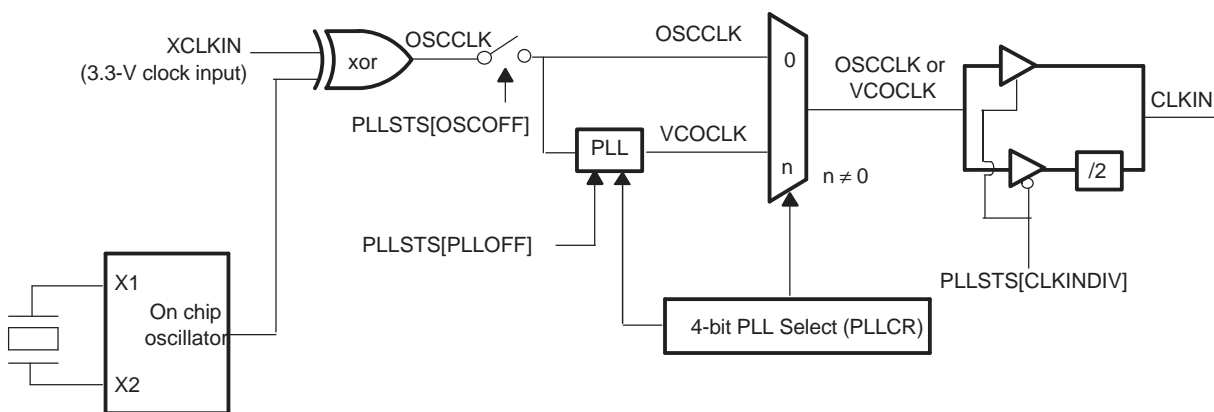 XCLKIN
(3.3-V clock input)
xor
OSCCLK
PLLSTS[OSCOFF]
OSCCLK
0
PLL
VCOCLK
n
n ≠ 0
OSCCLK or
VCOCLK
CLKIN
/2
PLLSTS[PLLOFF]
PLLSTS[CLKINDIV]
X1
On chip
oscillator
X2
4-bit PLL Select (PLLCR)